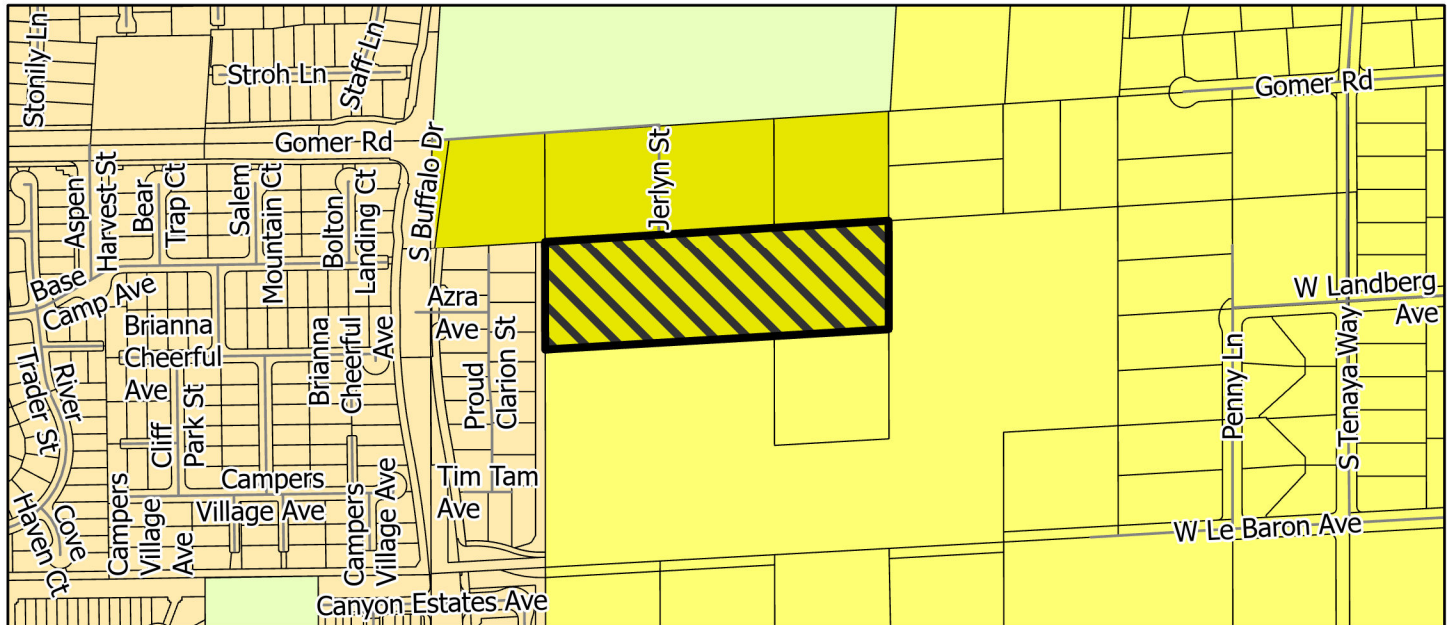 Stonily Ln
Stroh Ln
Staff Ln
Gomer Rd
Gomer Rd
S Buffalo Dr
Jerlyn St
Aspen
Harvest St
Bear
Trap Ct
Salem
Mountain Ct
Bolton
Landing Ct
Base
Camp Ave
Azra
Ave
W Landberg
Ave
Brianna
Cheerful
Ave
Brianna
Cheerful
Ave
Proud
Clarion St
River
Trader St
Cliff
Park St
Penny Ln
S Tenaya Way
Campers
Village Ave
Tim Tam
Ave
Campers
Village
Ave
Campers
Village Ave
Cove
Haven Ct
W Le Baron Ave
Canyon Estates Ave